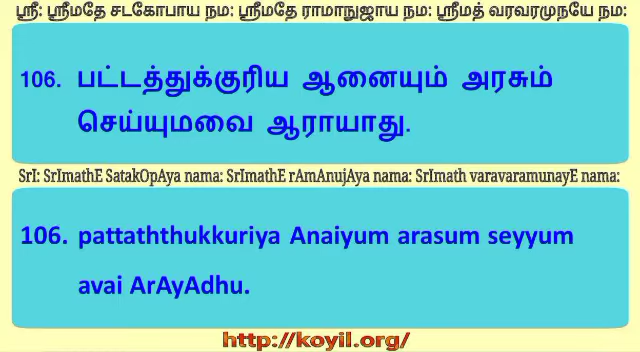 ஸ்ரீ: ஸ்ரீமதே சடகோபாய நம: ஸ்ரீமதே ராமாநுஜாய நம: ஸ்ரீமத் வரவரமுநயே நம:
106. பட்டத்துக்குரிய ஆனையும் அரசும்
செய்யுமவை ஆராயாது.
SrI: SrImathE SatakOpAya nama: SrImathE rAmAnujAya nama: SrImath varavaramunayE nama:
106. pattaththukkuriya Anaiyum arasum seyyum
avai ArAyAdhu.
http://koyil.org/